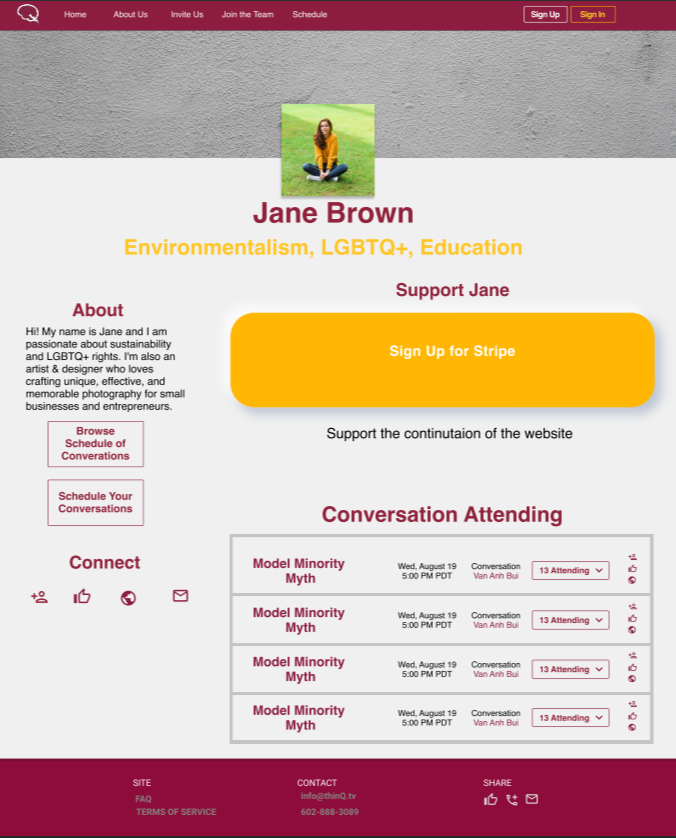 Home About Us Invite Us Join the Team Schedule Sign Up Sign In
Jane Brown
Environmentalism, LGBTQ+, Education
Support Jane
Sign Up for Stripe
Support the continutaion of the website
About
Hi! My name is Jane and I am
passionate about sustainability
and LGBTQ+ rights. I'm also an
artist & designer who loves
crafting unique, effective, and
memorable photography for small
businesses and entrepreneurs.
Browse
Schedule of
Converations
Schedule Your
Conversations
Connect
Conversation Attending
Model Minority
Myth
Wed, August 19
5:00 PM PDT
Conversation
Van Anh Bui
13 Attending
Model Minority
Myth
Wed, August 19
5:00 PM PDT
Conversation
Van Anh Bui
13 Attending
Model Minority
Myth
Wed, August 19
5:00 PM PDT
Conversation
Van Anh Bui
13 Attending
Model Minority
Myth
Wed, August 19
5:00 PM PDT
Conversation
Van Anh Bui
13 Attending
SITE
FAQ
TERMS OF SERVICE
CONTACT
info@thinQ.tv
602-888-3089
SHARE